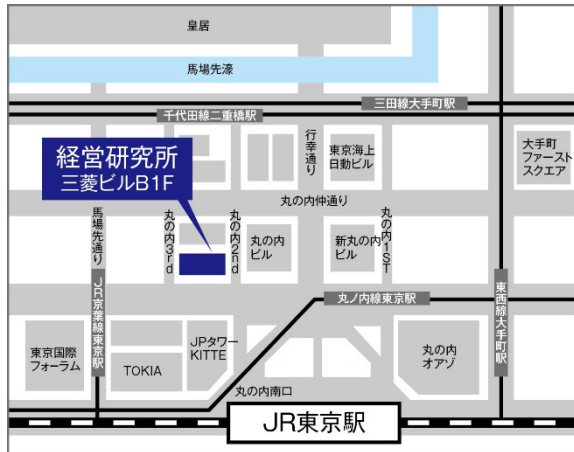 皇居
馬場先濠
三田線大手町駅
千代田線二重橋駅
経営研究所
三菱ビルB1F
行幸通り
東京海上
日動ビル
大手町
ファースト
スクエア
丸の内仲通り
馬場先通り
丸の内3rd
丸の内2nd
丸の内
ビル
新丸の内
ビル
丸の内1ST
JR京葉線東京駅
丸ノ内線東京駅
東西線大手町駅
東京国際
フォーラム
TOKIA
JPタワー
KITTE
丸の内
オアゾ
丸の内南口
JR東京駅